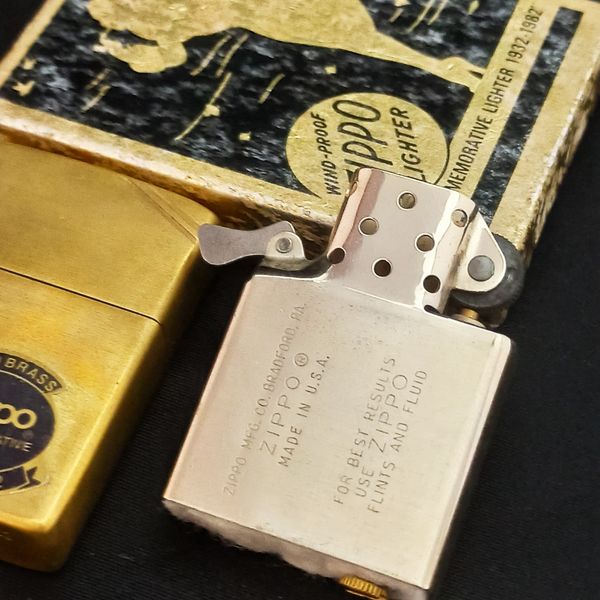 WIND-PROOF
ZIPPO
LIGHTER
MEMORATIVE LIGHTER 1932-1982
ZIPPO MFG. CO. BRADFORD, PA.
ZIPPO®
MADE IN U.S.A.
FOR BEST RESULTS
USE ZIPPO
FLINTS AND FLUID
BRASS